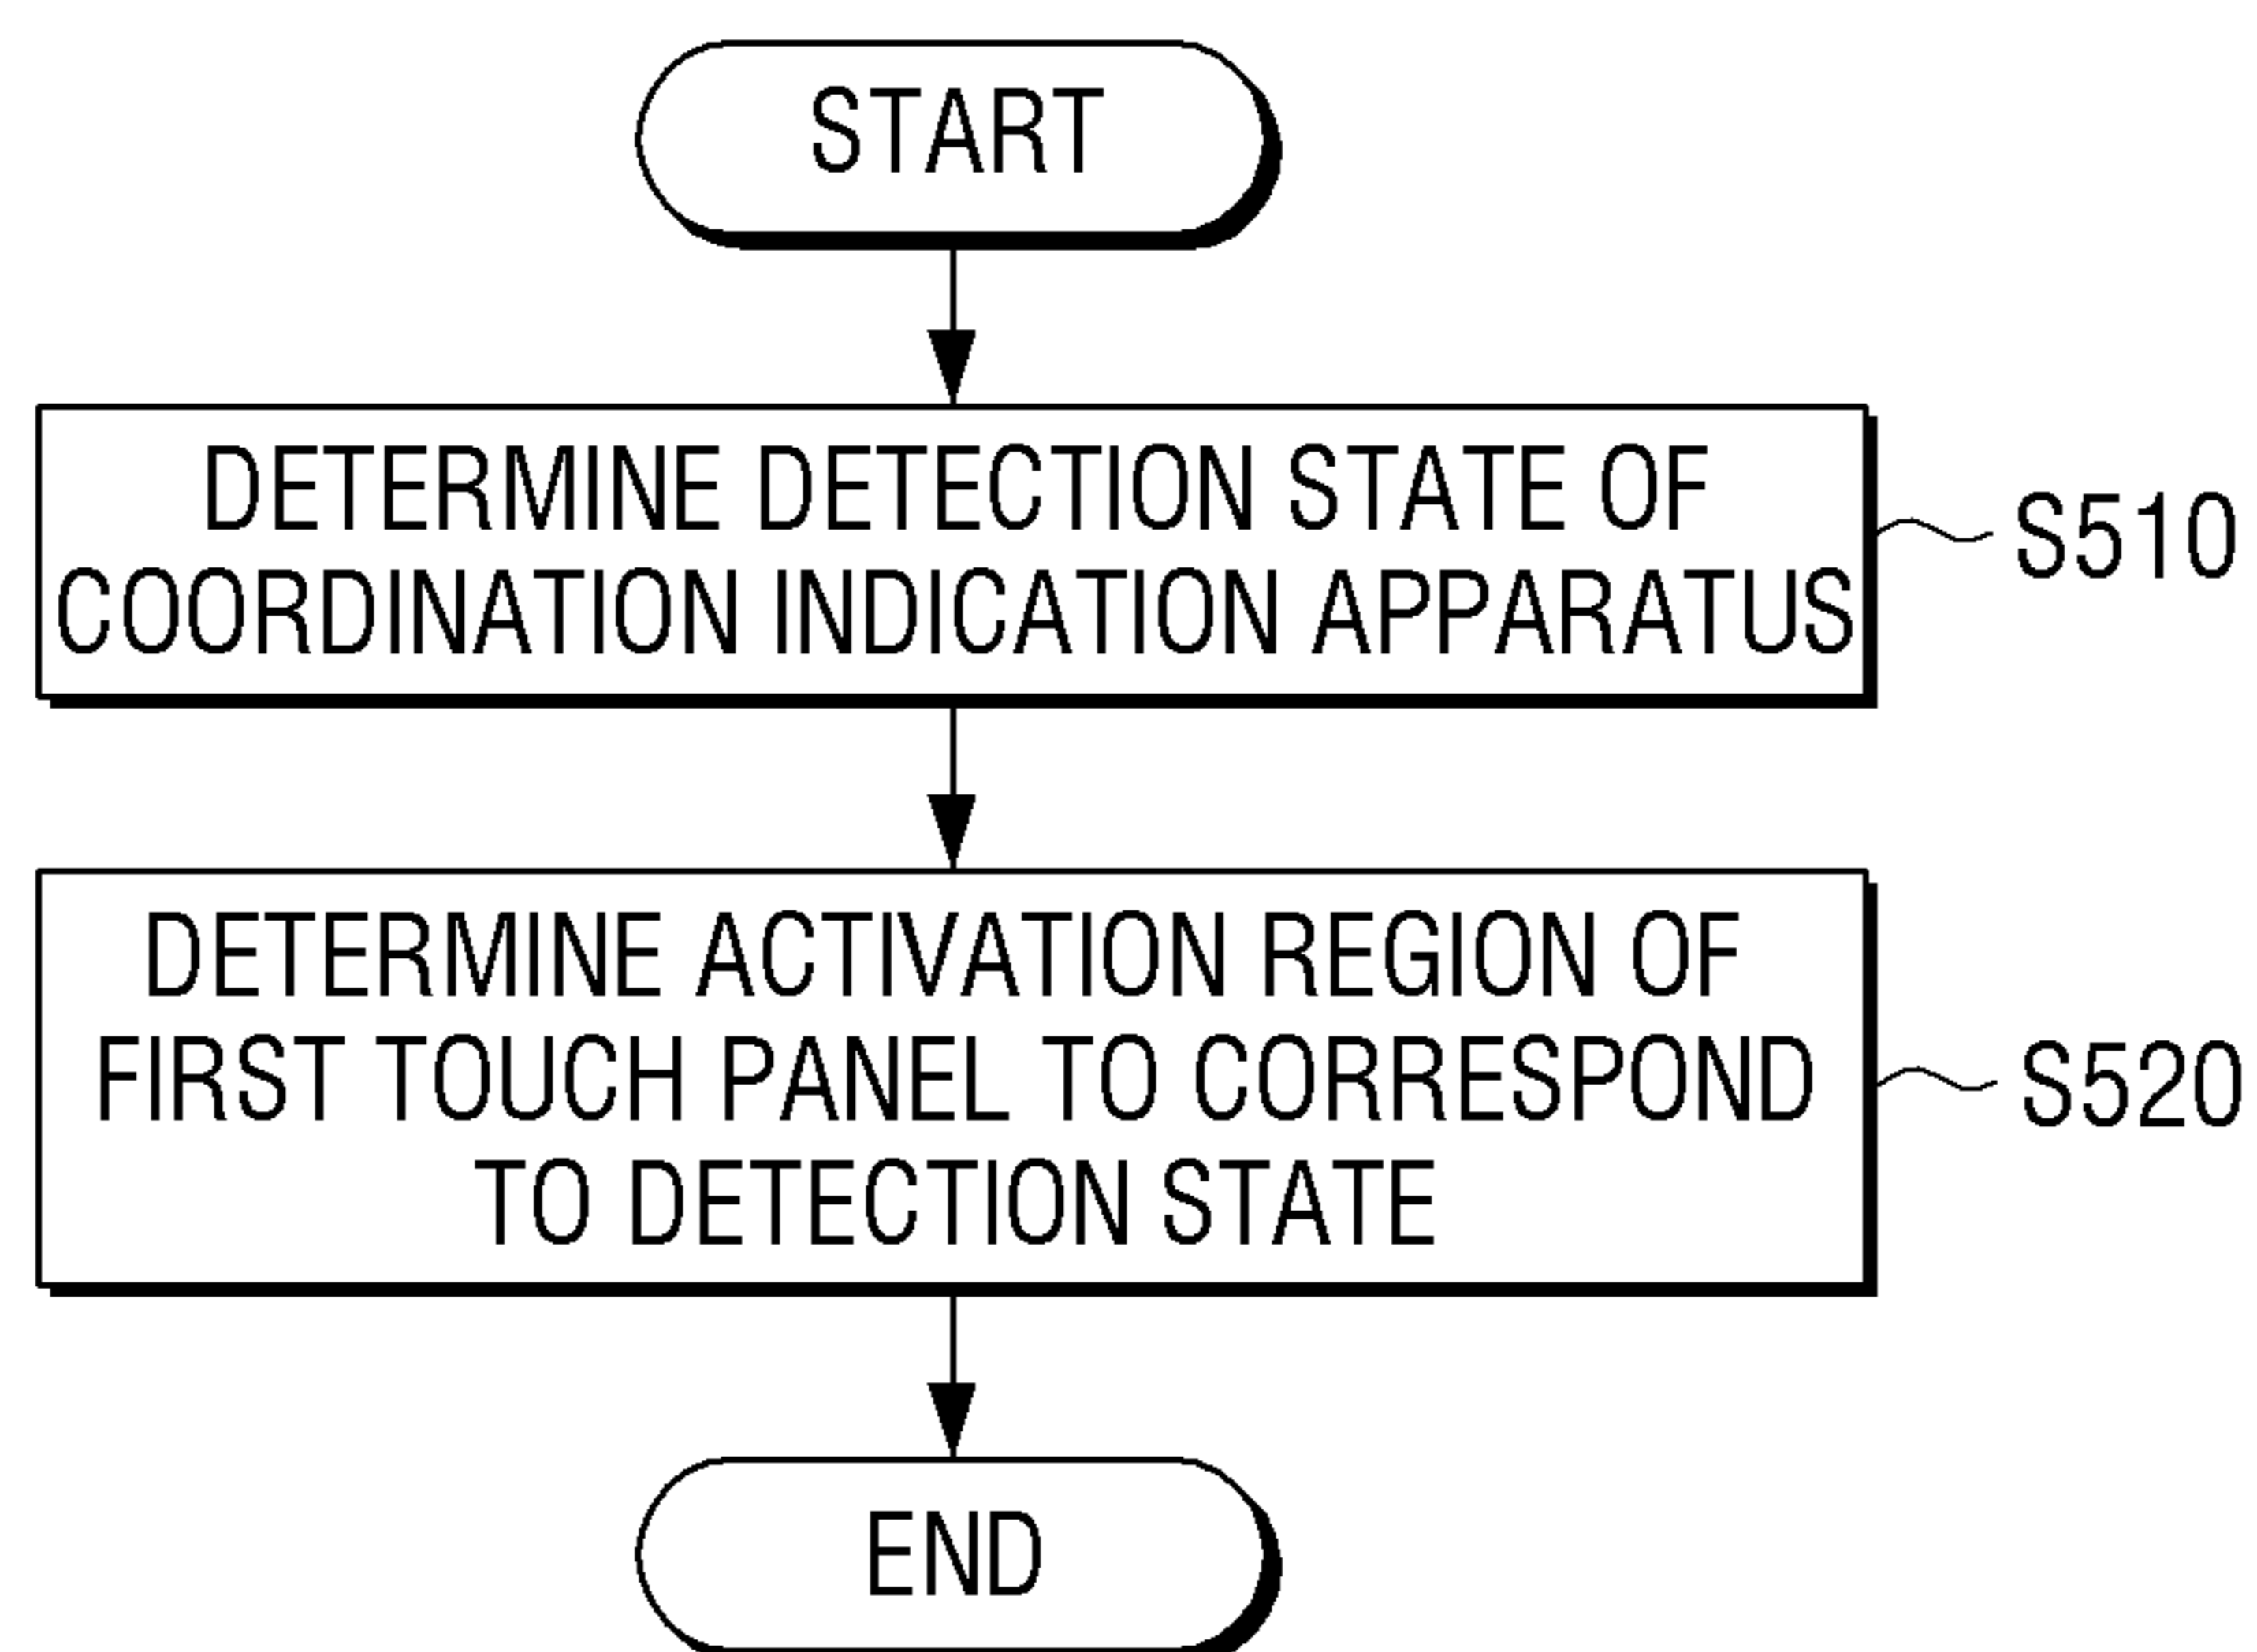 START
DETERMINE DETECTION STATE OF
COORDINATION INDICATION APPARATUS
S510
DETERMINE ACTIVATION REGION OF
FIRST TOUCH PANEL TO CORRESPOND
TO DETECTION STATE
S520
END